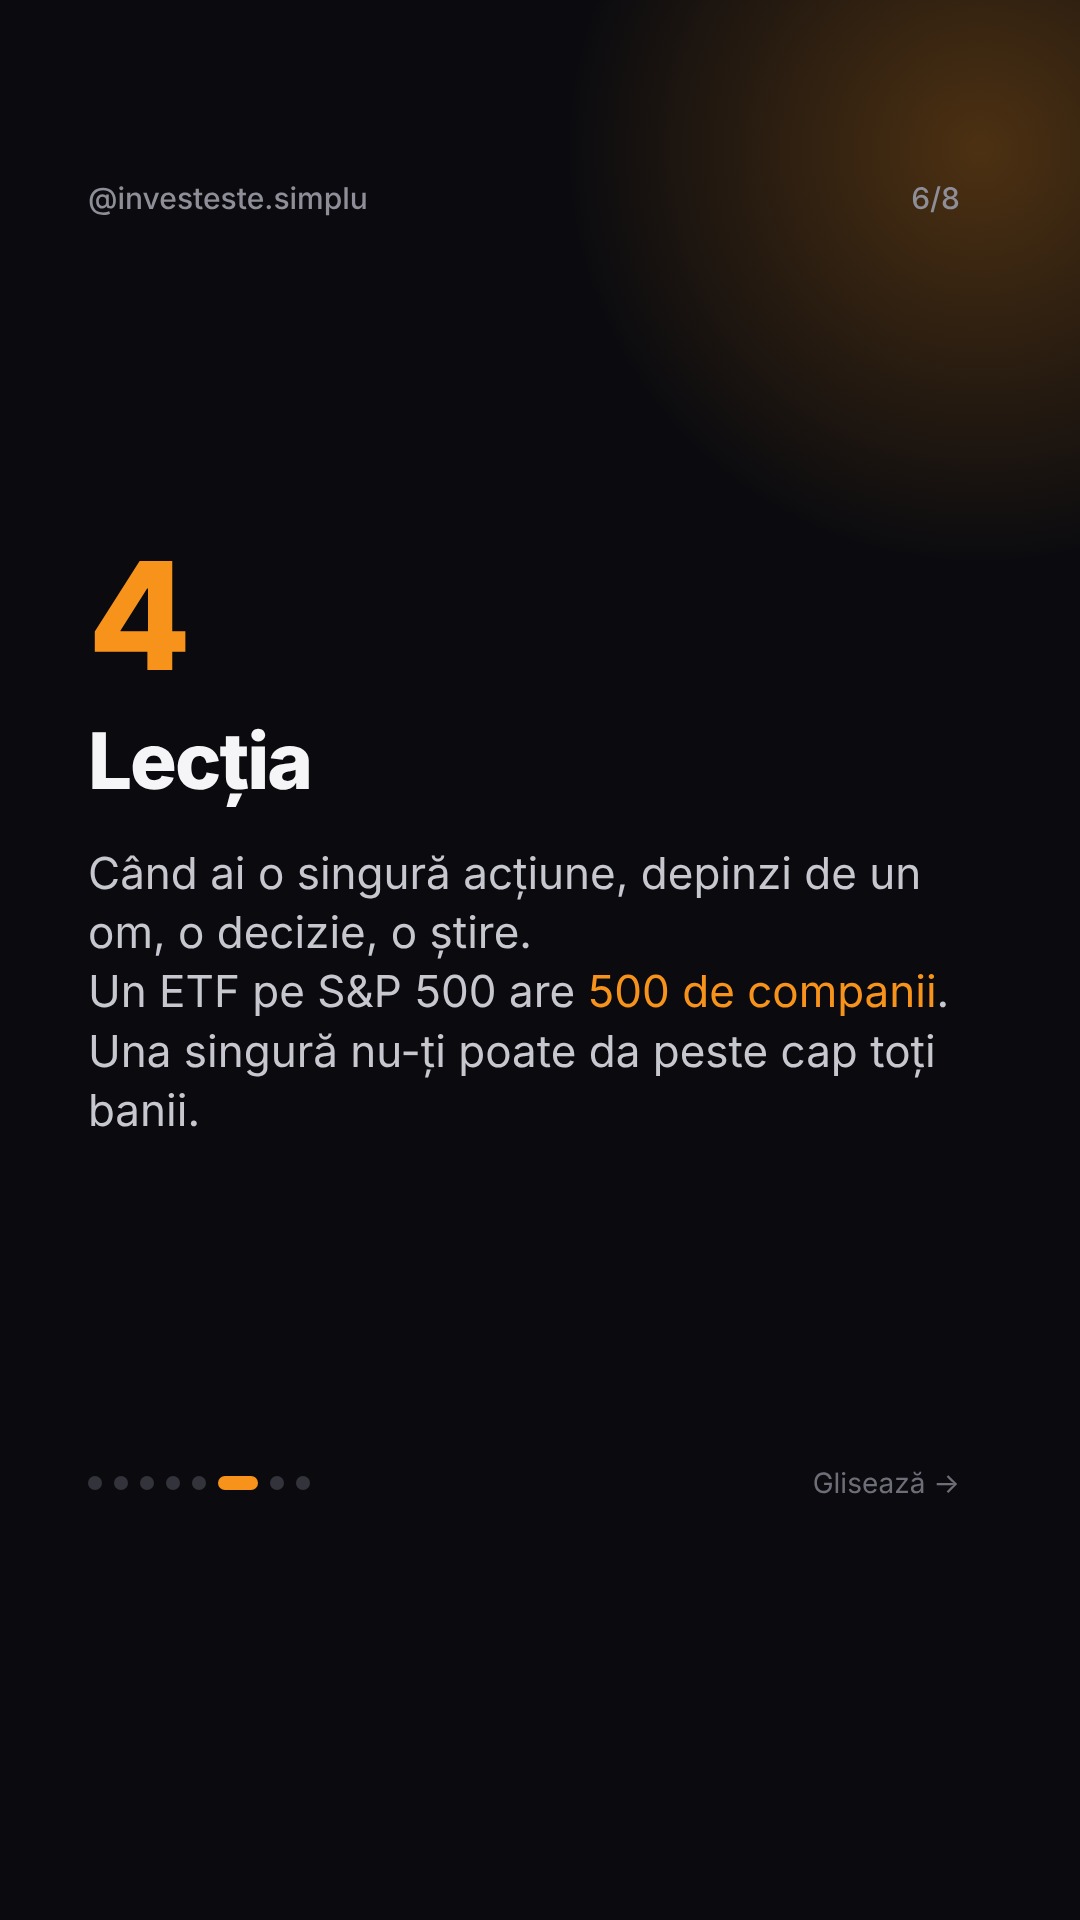 @investeste.simplu
6/8
4
Lecția
Când ai o singură acțiune, depinzi de un
om, o decizie, o știre.
Un ETF pe S&P 500 are 500 de companii.
Una singură nu-ți poate da peste cap toți
banii.
Glisează →